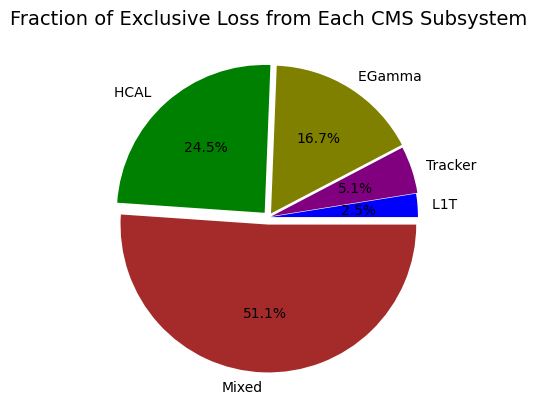 Fraction of Exclusive Loss from Each CMS Subsystem
EGamma
HCAL
16.7%
24.5%
Tracker
5.1%
L1T
2.5%
51.1%
Mixed